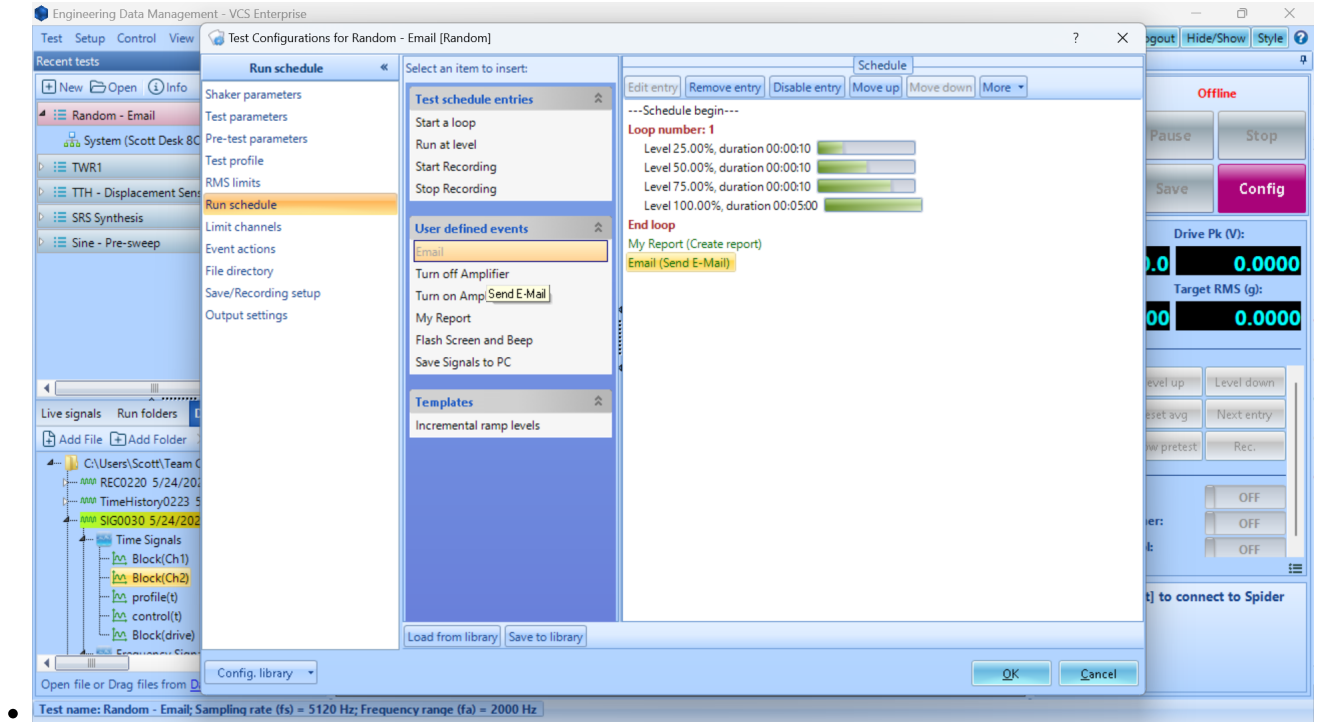 Engineering Data Management - VCS Enterprise
Test Setup Control View
Hide/Show Style
Recent tests
New Open Info
Random - Email
System (Scott Desk 8C
TWR1
TTH - Displacement Sens
SRS Synthesis
Sine - Pre-sweep
Live signals Run folders
Add File Add Folder
C:\Users\Scott\Team
REC0220 5/24/202
TimeHistory0223 5
SIG0030 5/24/202
Time Signals
Block(Ch1)
Block(Ch2)
profile(t)
control(t)
Block(drive)
Open file or Drag files from
Test name: Random - Email; Sampling rate (fs) = 5120 Hz; Frequency range (fa) = 2000 Hz
Test Configurations for Random - Email [Random]
?
Run schedule «
Shaker parameters
Test parameters
Pre-test parameters
Test profile
RMS limits
Run schedule
Limit channels
Event actions
File directory
Save/Recording setup
Output settings
Select an item to insert:
Test schedule entries
Start a loop
Run at level
Start Recording
Stop Recording
User defined events
Email
Turn off Amplifier
Turn on Amp
Send E-Mail
My Report
Flash Screen and Beep
Save Signals to PC
Templates
Incremental ramp levels
Load from library Save to library
Schedule
Edit entry Remove entry Disable entry Move up Move down More
---Schedule begin---
Loop number: 1
Level 25.00%, duration 00:00:10
Level 50.00%, duration 00:00:10
Level 75.00%, duration 00:00:10
Level 100.00%, duration 00:05:00
End loop
My Report (Create report)
Email (Send E-Mail)
Config. library
OK Cancel
Offline
Pause Stop
Save Config
Drive Pk (V):
0.0000
Target RMS (g):
0.0000
evel up Level down
eset avg Next entry
ow pretest Rec.
OFF
OFF
OFF
t] to connect to Spider